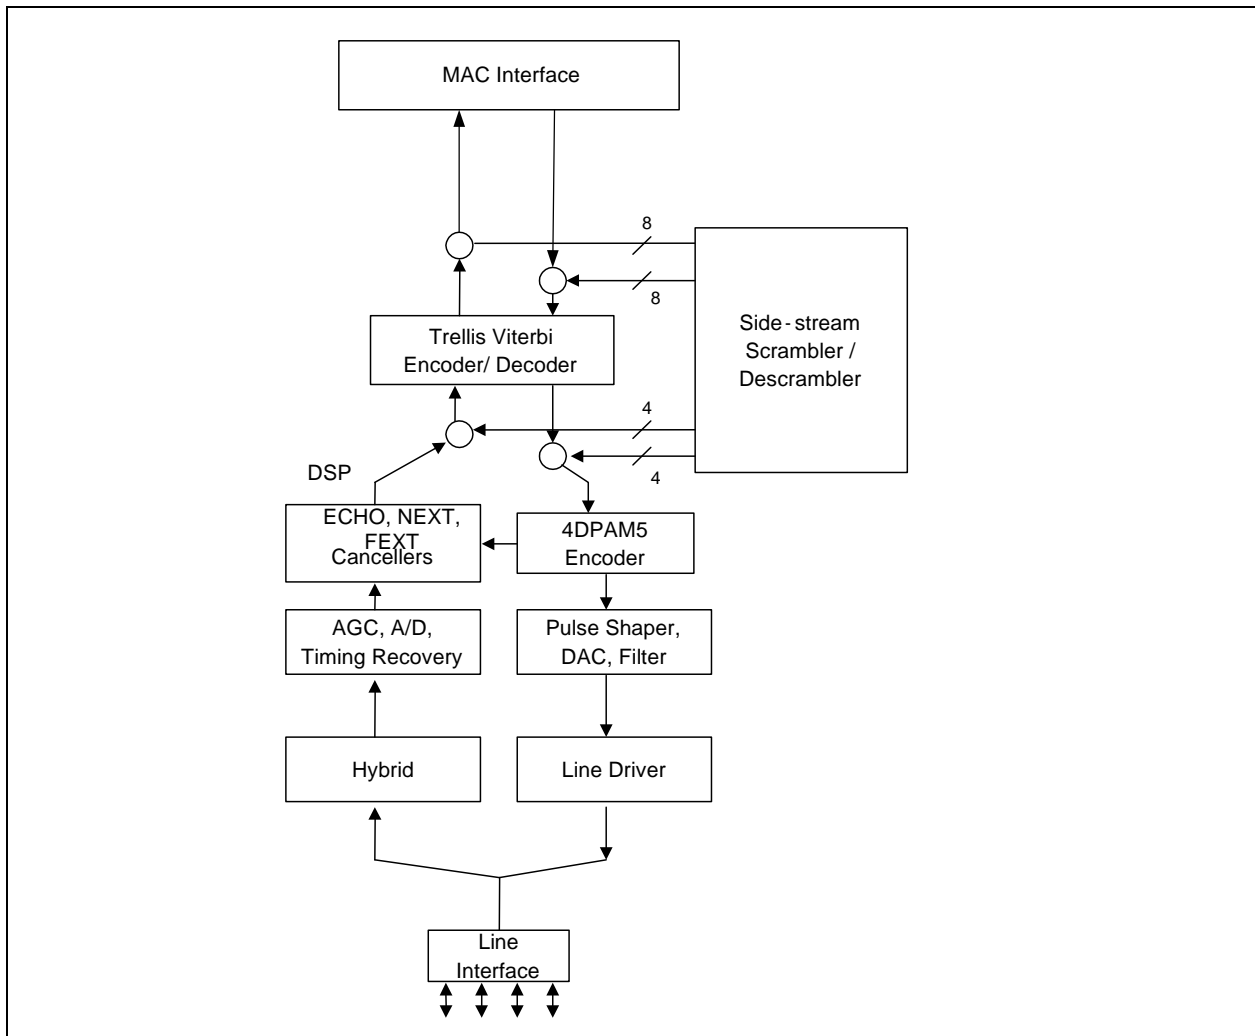 MAC Interface
8
8
Side-stream
Scrambler /
Descrambler
Trellis Viterbi
Encoder/ Decoder
4
4
DSP
ECHO, NEXT,
FEXT
Cancellers
4DPAM5
Encoder
AGC, A/D,
Timing Recovery
Pulse Shaper,
DAC, Filter
Hybrid
Line Driver
Line
Interface